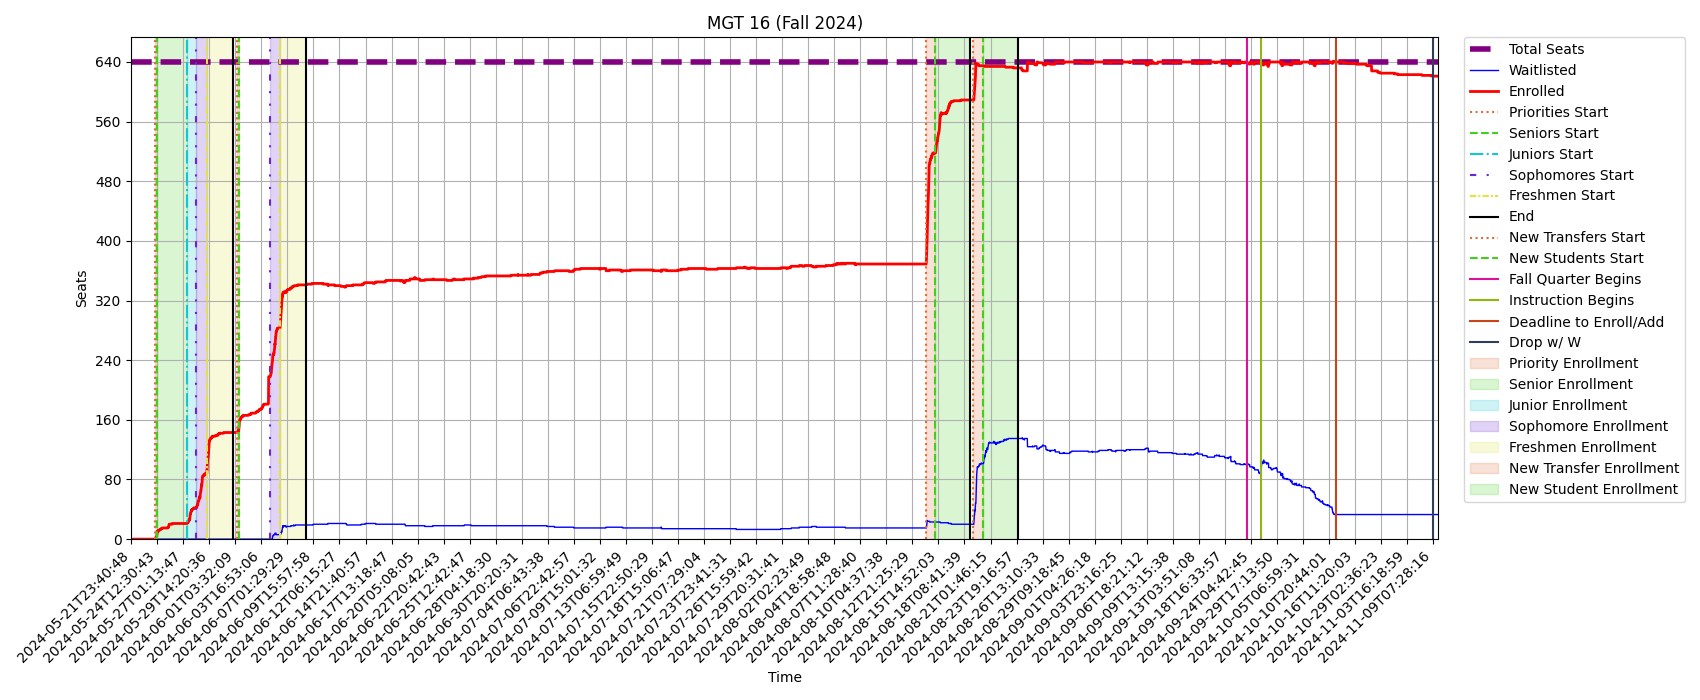 MGT 16 (Fall 2024)
Seats
640
560
480
400
320
240
160
80
0
2024-05-21T23:40:48
2024-05-24T12:30:43
2024-05-27T01:13:47
2024-05-29T14:20:36
2024-06-01T03:32:09
2024-06-03T16:53:06
2024-06-07T01:29:29
2024-06-09T15:57:58
2024-06-12T06:15:27
2024-06-14T21:40:57
2024-06-17T13:18:47
2024-06-20T05:08:05
2024-06-22T20:42:43
2024-06-25T12:42:47
2024-06-28T04:18:30
2024-06-30T20:20:31
2024-07-04T06:43:38
2024-07-06T22:42:57
2024-07-09T15:01:32
2024-07-13T06:59:49
2024-07-15T22:50:29
2024-07-18T15:06:47
2024-07-21T07:29:04
2024-07-23T23:41:31
2024-07-26T15:59:42
2024-07-29T08:20:31:41
2024-08-02T02:23:49
2024-08-04T18:58:48
2024-08-07T11:28:40
2024-08-10T04:37:38
2024-08-12T21:25:29
2024-08-15T14:52:03
2024-08-18T08:41:39
2024-08-21T01:46:15
2024-08-23T19:16:57
2024-08-26T13:10:33
2024-08-29T09:18:45
2024-09-01T04:26:18
2024-09-03T23:16:25
2024-09-06T18:21:12
2024-09-09T13:15:38
2024-09-13T03:51:08
2024-09-18T16:33:57
2024-09-24T04:42:45
2024-09-29T17:13:50
2024-10-05T06:59:31
2024-10-10T20:44:01
2024-10-16T11:20:03
2024-10-29T02:36:23
2024-11-03T16:18:59
2024-11-09T07:28:16
Time
Total Seats
Waitlisted
Enrolled
Priorities Start
Seniors Start
Juniors Start
Sophomores Start
Freshmen Start
End
New Transfers Start
New Students Start
Fall Quarter Begins
Instruction Begins
Deadline to Enroll/Add
Drop w/ W
Priority Enrollment
Senior Enrollment
Junior Enrollment
Sophomore Enrollment
Freshmen Enrollment
New Transfer Enrollment
New Student Enrollment